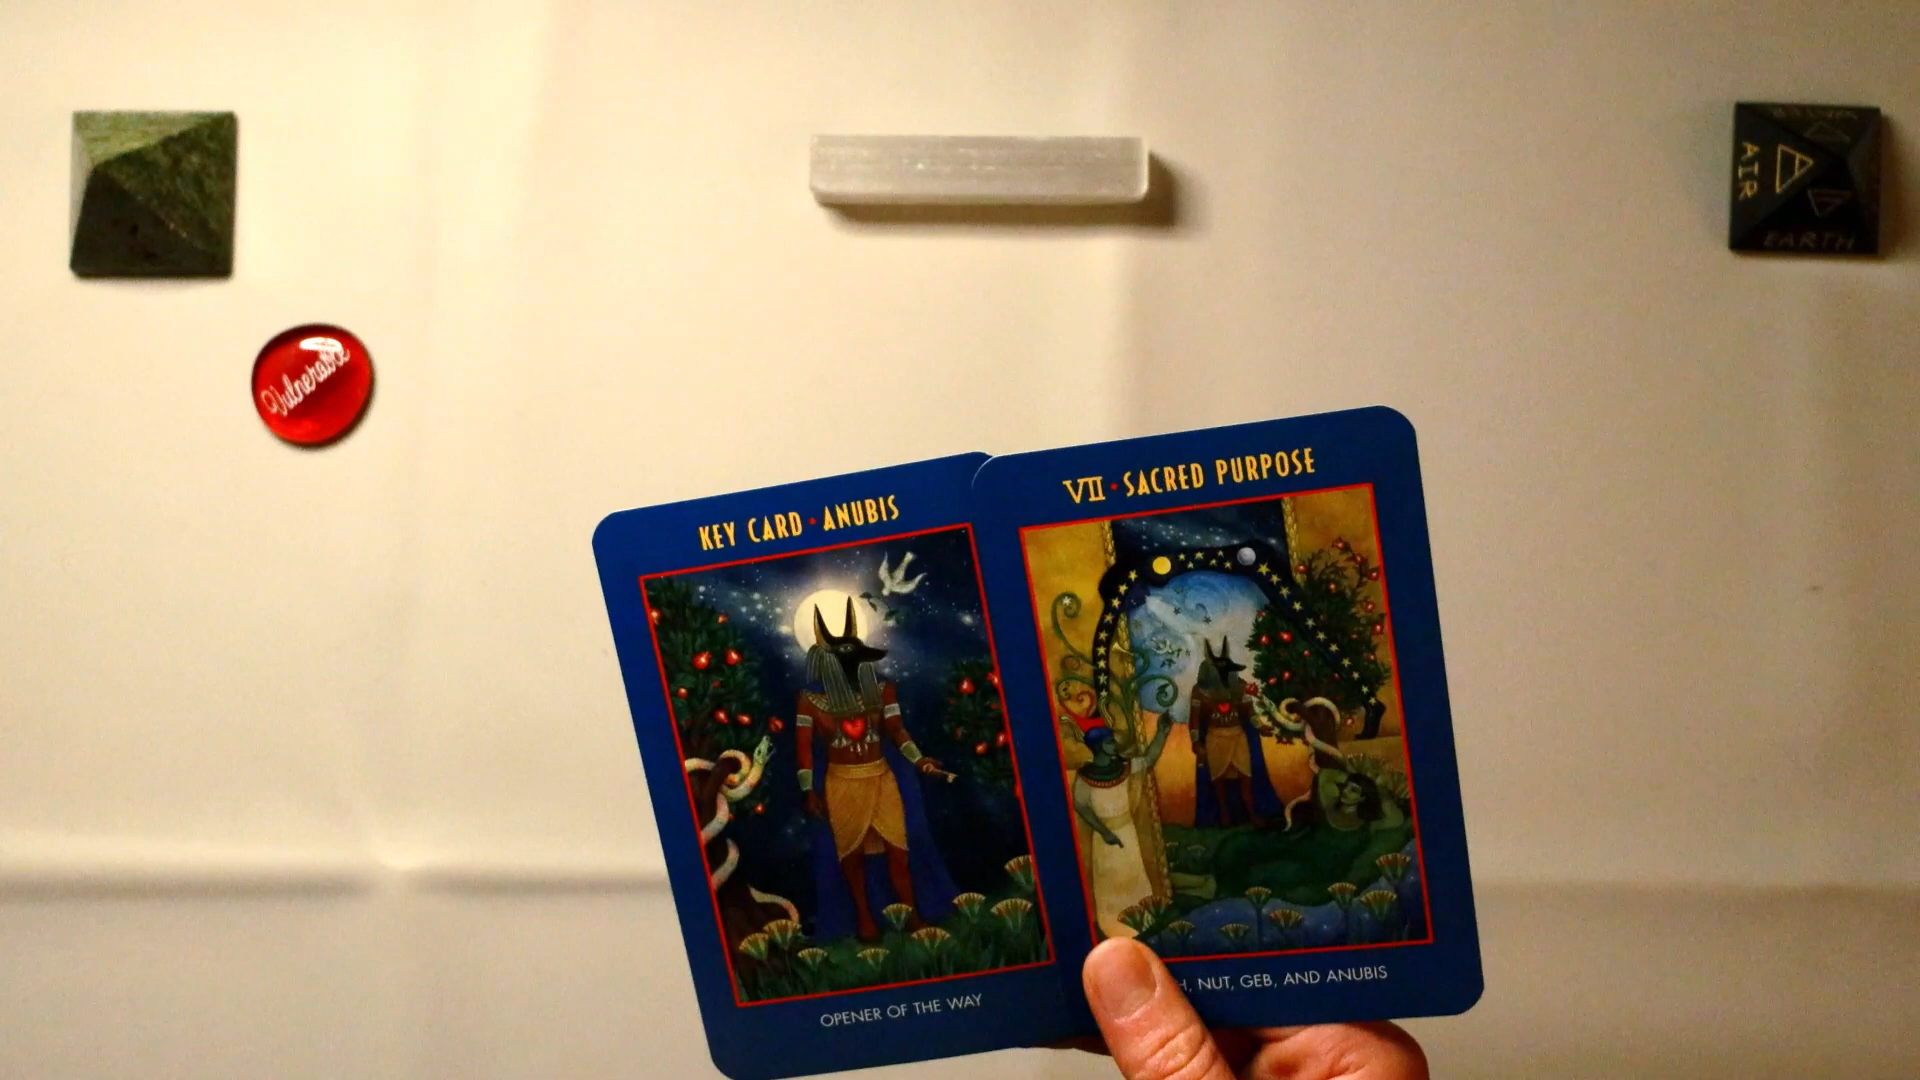 AIR
EARTH
Vulnerable
KEY CARD • ANUBIS
OPENER OF THE WAY
VII • SACRED PURPOSE
NUT, GEB, AND ANUBIS